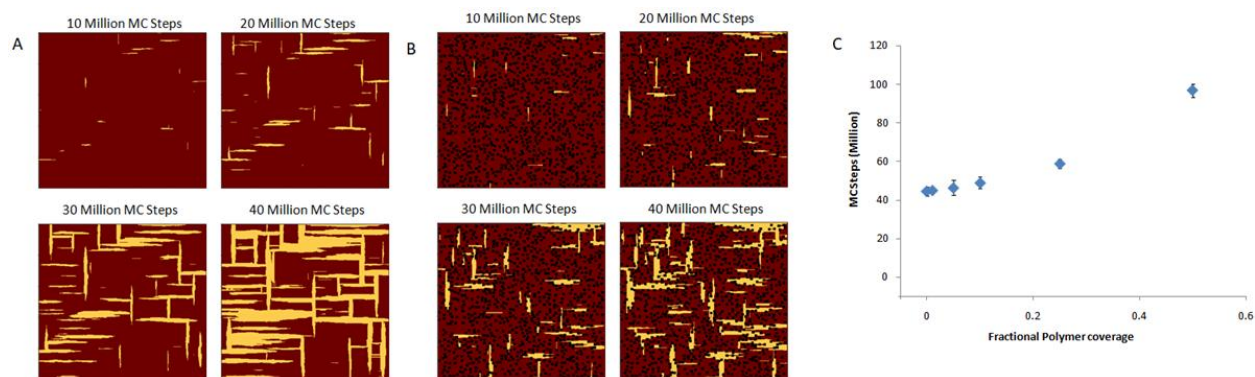 A
10 Million MC Steps
20 Million MC Steps
30 Million MC Steps
40 Million MC Steps
B
10 Million MC Steps
20 Million MC Steps
30 Million MC Steps
40 Million MC Steps
C
MCSteps (Million)
120
100
80
60
40
20
0
0
0.2
0.4
0.6
Fractional Polymer coverage